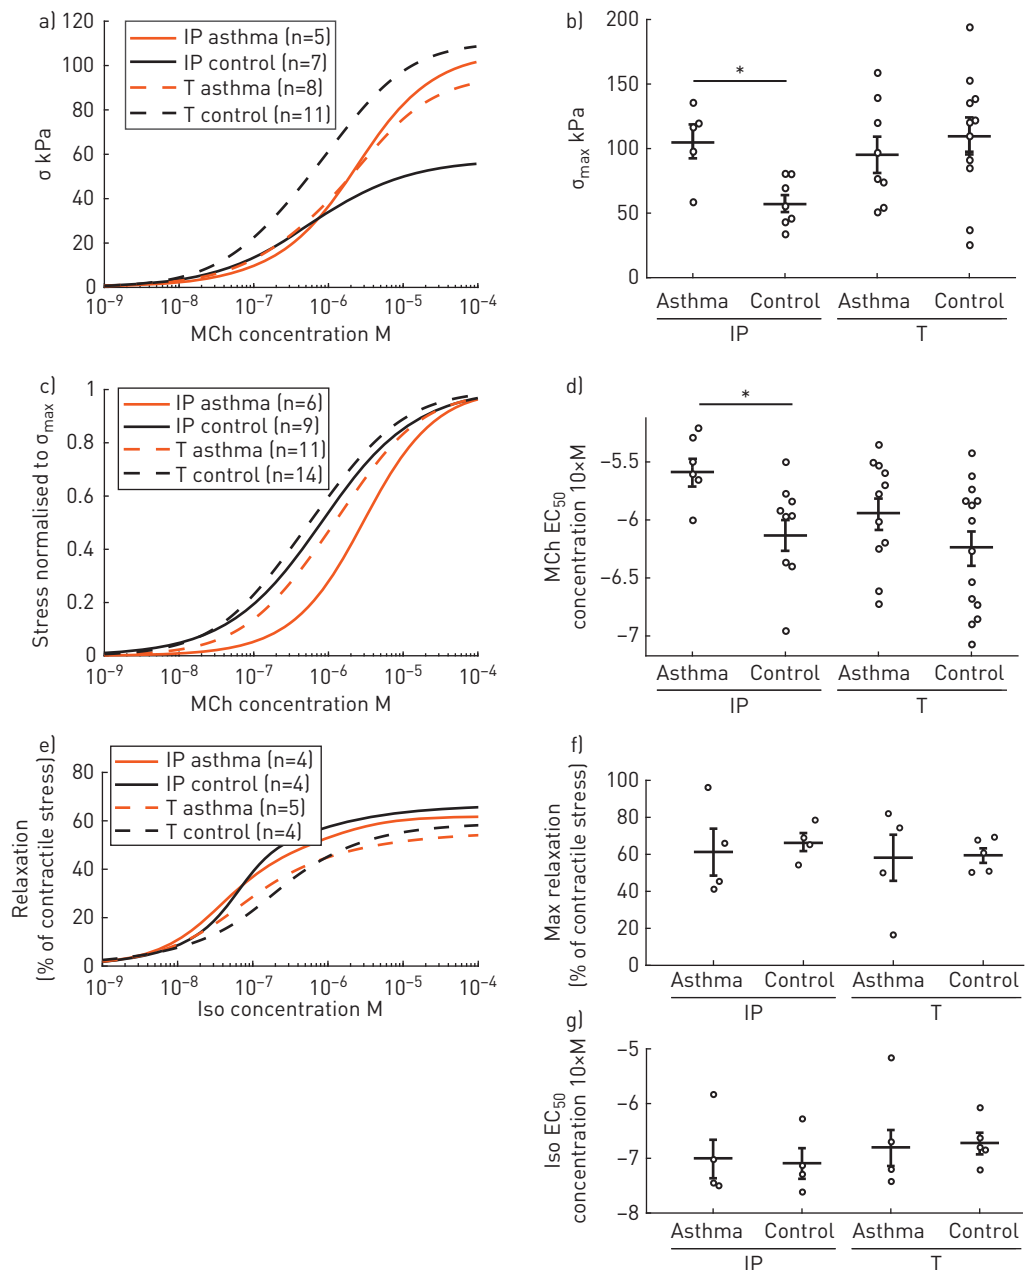 a)
120
100
80
60
40
20
0
σ kPa
IP asthma (n=5)
IP control (n=7)
T asthma (n=8)
T control (n=11)
10⁻⁹ 10⁻⁸ 10⁻⁷ 10⁻⁶ 10⁻⁵ 10⁻⁴
MCh concentration M
b)
200
150
100
50
0
σmax kPa
*
Asthma Control Asthma Control
IP T
c)
1
0.8
0.6
0.4
0.2
0
Stress normalised to σmax
IP asthma (n=6)
IP control (n=9)
T asthma (n=11)
T control (n=14)
10⁻⁹ 10⁻⁸ 10⁻⁷ 10⁻⁶ 10⁻⁵ 10⁻⁴
MCh concentration M
d)
−5.5
−6
−6.5
−7
MCh EC₅₀
concentration 10×M
*
Asthma Control Asthma Control
IP T
e)
80
60
40
20
0
Relaxation
(% of contractile stress)
IP asthma (n=4)
IP control (n=4)
T asthma (n=5)
T control (n=4)
10⁻⁹ 10⁻⁸ 10⁻⁷ 10⁻⁶ 10⁻⁵ 10⁻⁴
Iso concentration M
f)
100
80
60
40
20
0
Max relaxation
(% of contractile stress)
Asthma Control Asthma Control
IP T
g)
−5
−6
−7
−8
Iso EC₅₀
concentration 10×M
Asthma Control Asthma Control
IP T